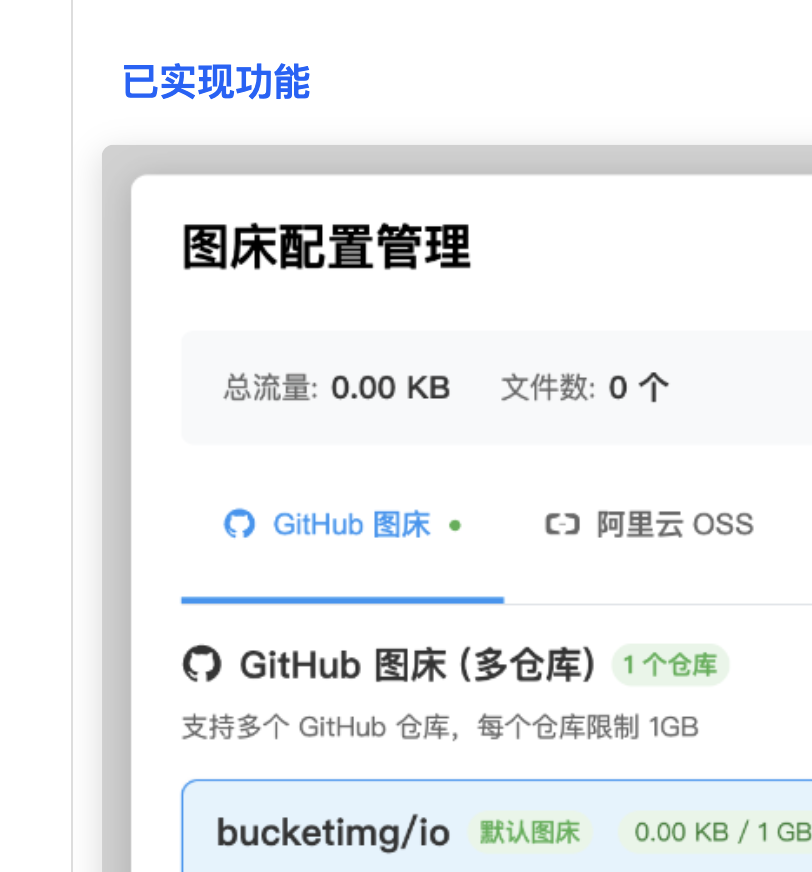 已实现功能
图床配置管理
总流量: 0.00 KB 文件数: 0 个
GitHub 图床 阿里云 OSS
GitHub 图床 (多仓库) 1 个仓库
支持多个 GitHub 仓库，每个仓库限制 1GB
bucketimg/io 默认图床 0.00 KB / 1 GB